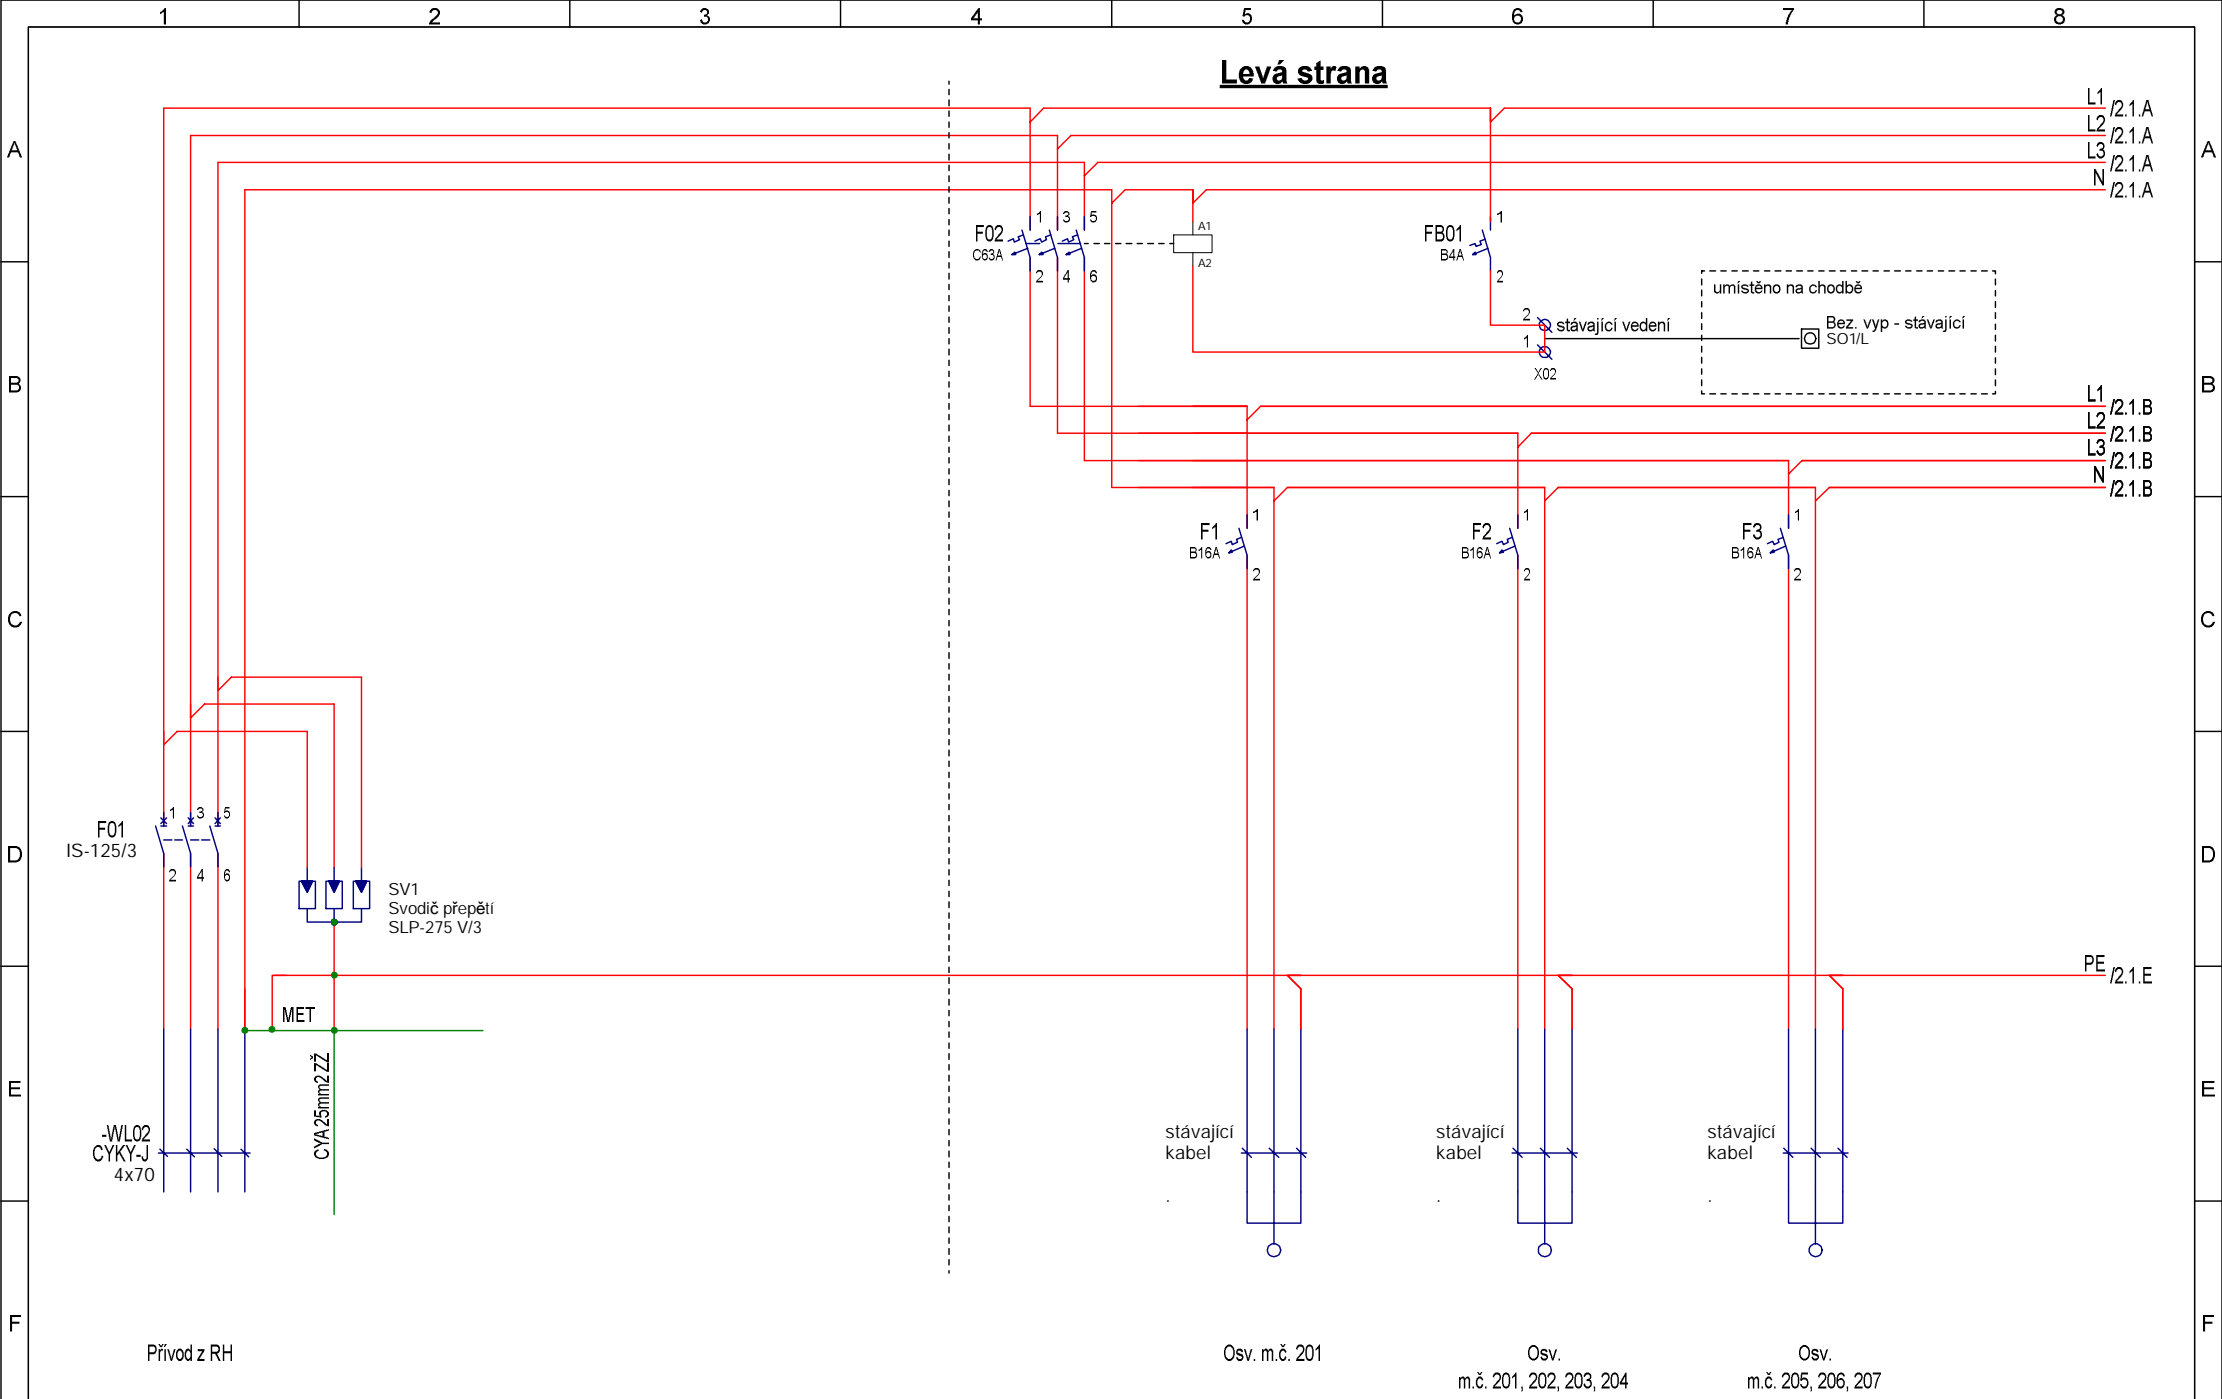 1 2 3 4 5 6 7 8
Levá strana
L1 /2.1.A
L2 /2.1.A
L3 /2.1.A
N /2.1.A
A A
F02
C63A
1 3 5
2 4 6
A1
A2
FB01
B4A
1
2
umístěno na chodbě
2 stávající vedení
1
X02
Bez. vyp - stávající
SO1/L
B B
L1 /2.1.B
L2 /2.1.B
L3 /2.1.B
N /2.1.B
F1
B16A
1
2
F2
B16A
1
2
F3
B16A
1
2
C C
F01
IS-125/3
1 3 5
2 4 6
D D
SV1
Svodič přepětí
SLP-275 V/3
PE /2.1.E
MET
CYA 25mm2 ZŽ
E E
-WL02
CYKY-J
4x70
stávající
kabel
.
stávající
kabel
.
stávající
kabel
.
F F
Přívod z RH
Osv. m.č. 201
Osv.
m.č. 201, 202, 203, 204
Osv.
m.č. 205, 206, 207